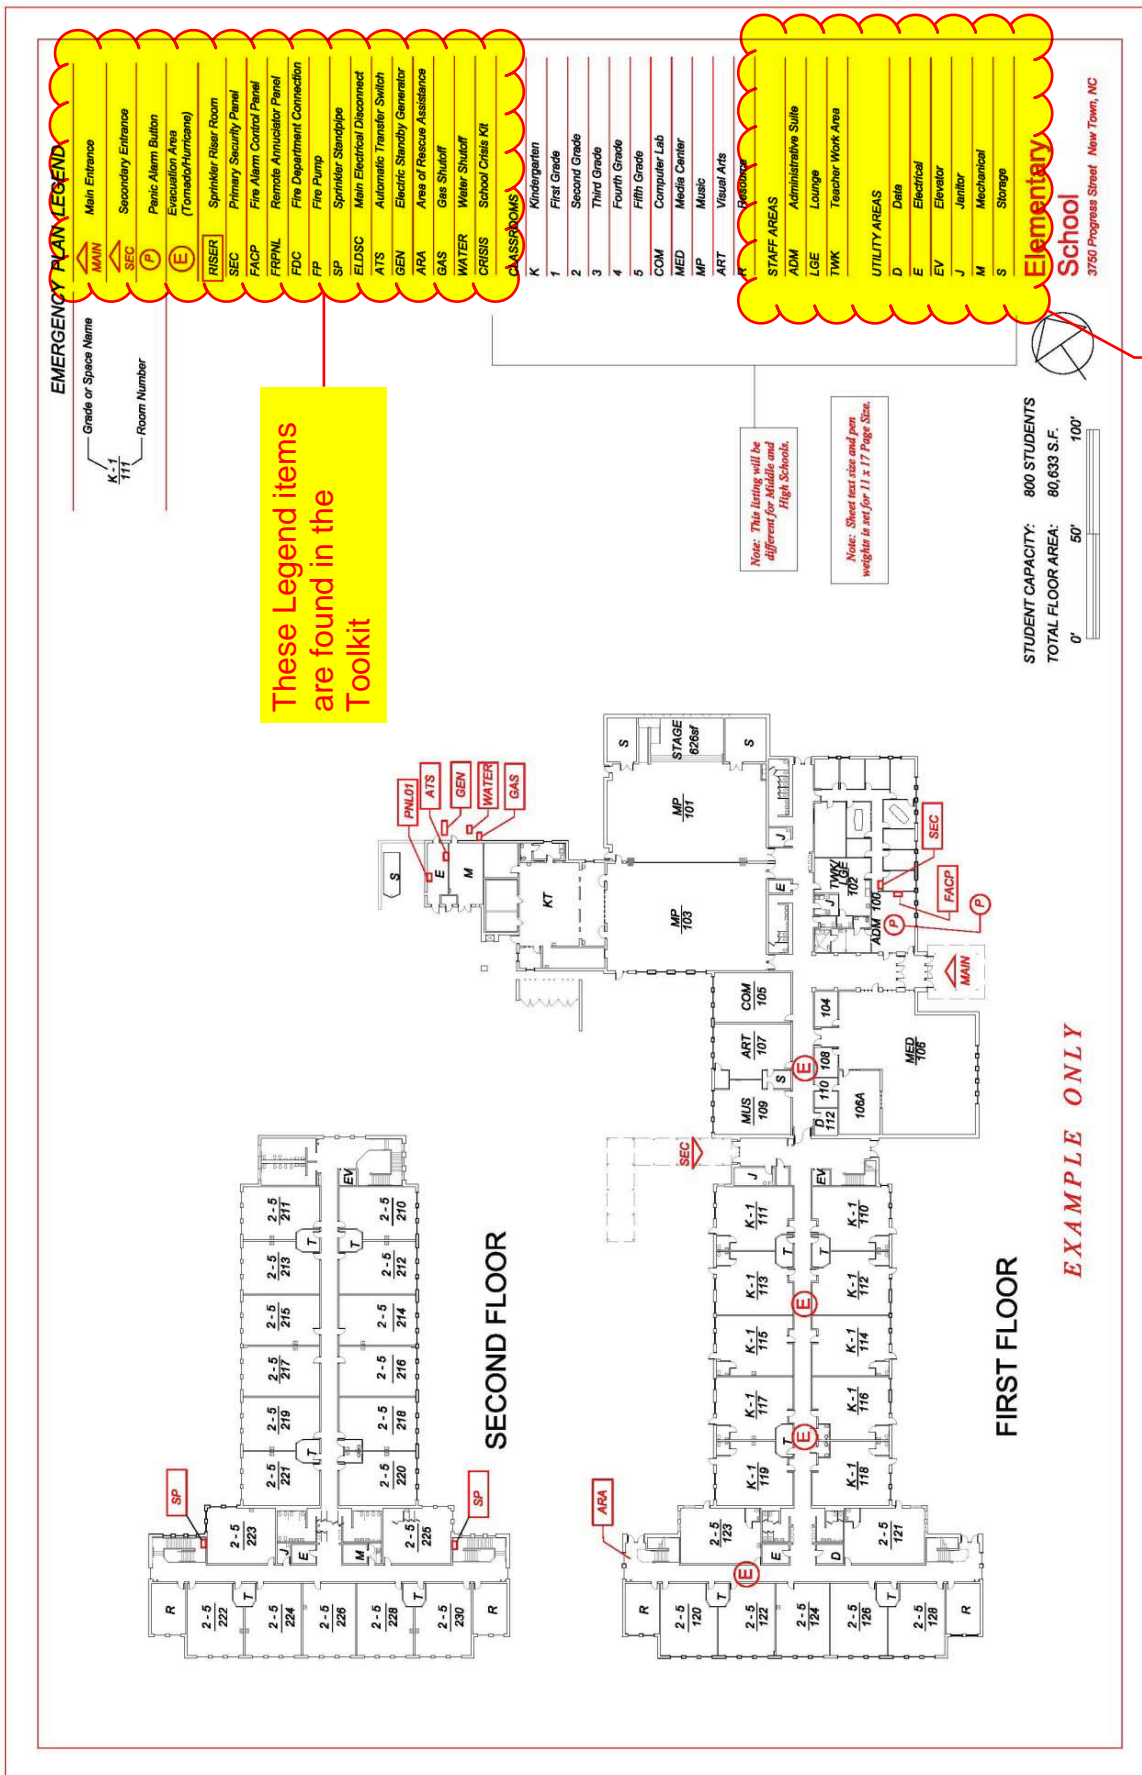 EMERGENCY PLAN LEGEND
Grade or Space Name
K - 1
111
Room Number
MAIN Main Entrance
SEC Secondary Entrance
P Panic Alarm Button
E Evacuation Area
(Tornado/Hurricane)
RISER Sprinkler Riser Room
SEC Primary Security Panel
FACP Fire Alarm Control Panel
FRPNL Remote Annuciator Panel
FDC Fire Department Connection
FP Fire Pump
SP Sprinkler Standpipe
ELDSC Main Electrical Disconnect
ATS Automatic Transfer Switch
GEN Electric Standby Generator
ARA Area of Rescue Assistance
GAS Gas Shutoff
WATER Water Shutoff
CRISIS School Crisis Kit
CLASSROOMS
K Kindergarten
1 First Grade
2 Second Grade
3 Third Grade
4 Fourth Grade
5 Fifth Grade
COM Computer Lab
MED Media Center
MP Music
ART Visual Arts
R Resource
STAFF AREAS
ADM Administrative Suite
LGE Lounge
TWK Teacher Work Area
UTILITY AREAS
D Data
E Electrical
EV Elevator
J Janitor
M Mechanical
S Storage
Elementary
School
3750 Progress Street New Town, NC
These Legend items
are found in the
Toolkit
Note: This listing will be
different for Middle and
High Schools.
Note: Sheet text size and pen
weights is set for 11 x 17 Page Size.
STUDENT CAPACITY: 800 STUDENTS
TOTAL FLOOR AREA: 80,633 S.F.
0' 50' 100'
SP
R
2 - 5
222
T
2 - 5
224
2 - 5
226
2 - 5
228
T
2 - 5
230
R
2 - 5
223
J
E
M
2 - 5
225
SP
2 - 5
221
T
2 - 5
219
2 - 5
217
2 - 5
215
2 - 5
213
T
2 - 5
211
2 - 5
220
2 - 5
218
2 - 5
216
2 - 5
214
2 - 5
212
T
2 - 5
210
EV
SECOND FLOOR
ARA
R
2 - 5
120
T
2 - 5
122
2 - 5
124
2 - 5
126
T
2 - 5
128
R
E
2 - 5
123
E
D
2 - 5
121
K - 1
119
T
K - 1
117
K - 1
115
K - 1
113
T
K - 1
111
J
E
E
K - 1
118
K - 1
116
K - 1
114
K - 1
112
T
K - 1
110
EV
SEC
MUS
109
S
ART
107
COM
105
E
D
112
110
108
104
106A
MED
106
MAIN
PNL01
ATS
GEN
WATER
GAS
S
E
M
KT
MP
103
MP
101
S
STAGE
626sf
S
E
J
TWK/
LGE
102
J
ADM 100
P
P
SEC
FACP
FIRST FLOOR
EXAMPLE ONLY